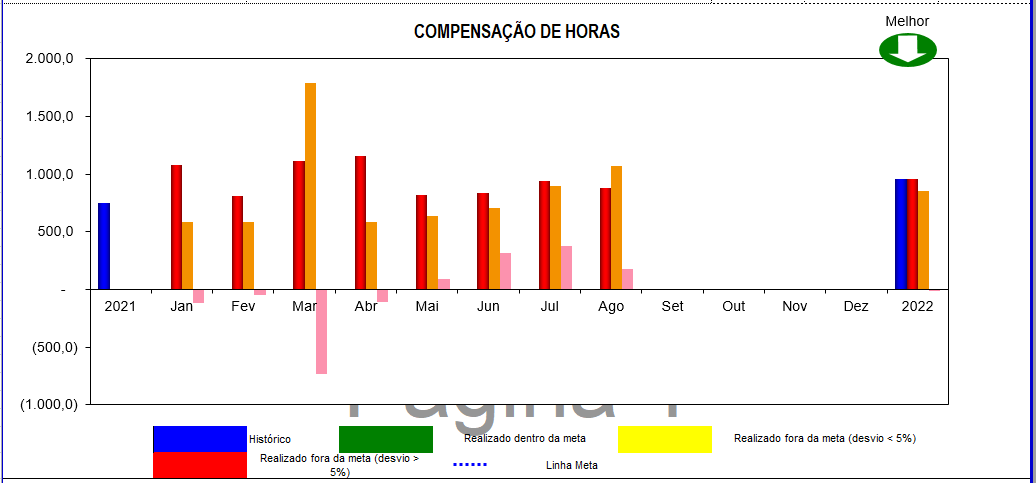 COMPENSAÇÃO DE HORAS
Melhor
2.000,0
1.500,0
1.000,0
500,0
-
(500,0)
(1.000,0)
2021 Jan Fev Mar Abr Mai Jun Jul Ago Set Out Nov Dez 2022
Página 1
Histórico Realizado dentro da meta Realizado fora da meta (desvio < 5%)
Realizado fora da meta (desvio >
5%)
Linha Meta